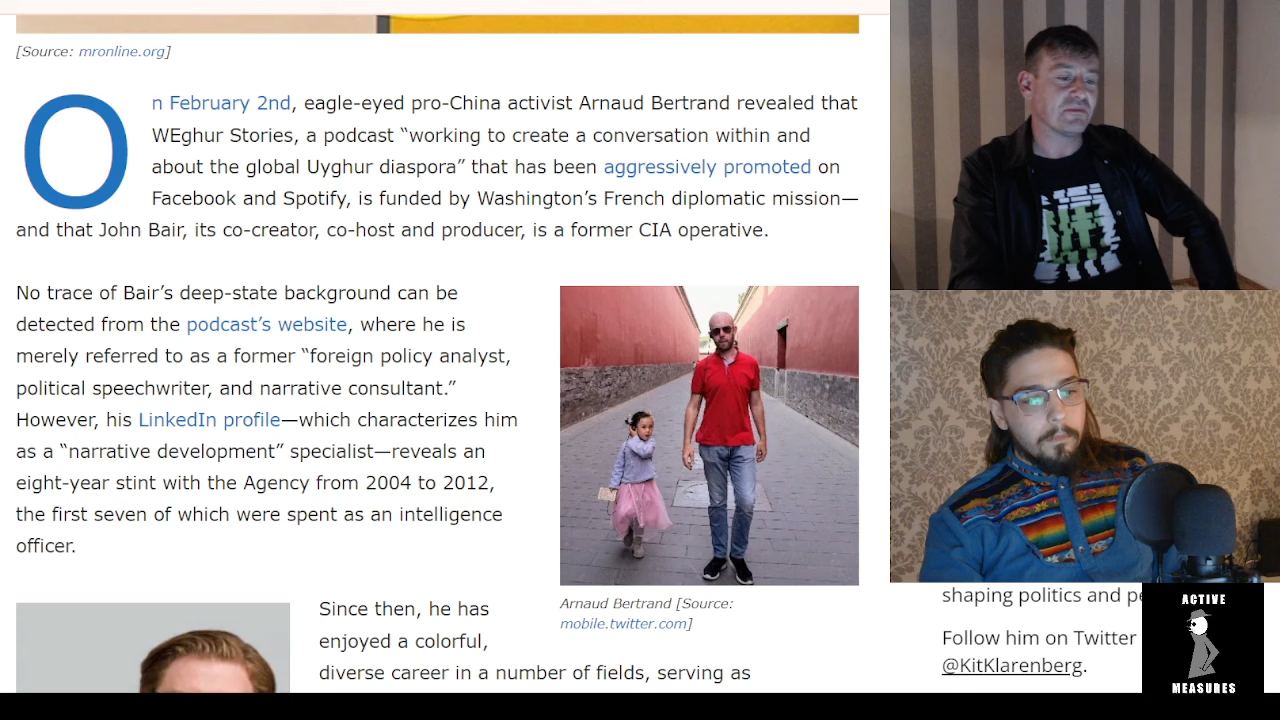 [Source: mronline.org]
On February 2nd, eagle-eyed pro-China activist Arnaud Bertrand revealed that
WEghur Stories, a podcast “working to create a conversation within and
about the global Uyghur diaspora” that has been aggressively promoted on
Facebook and Spotify, is funded by Washington’s French diplomatic mission—
and that John Bair, its co-creator, co-host and producer, is a former CIA operative.
No trace of Bair’s deep-state background can be
detected from the podcast’s website, where he is
merely referred to as a former “foreign policy analyst,
political speechwriter, and narrative consultant.”
However, his LinkedIn profile—which characterizes him
as a “narrative development” specialist—reveals an
eight-year stint with the Agency from 2004 to 2012,
the first seven of which were spent as an intelligence
officer.
Arnaud Bertrand [Source:
mobile.twitter.com]
Since then, he has
enjoyed a colorful,
diverse career in a number of fields, serving as
shaping politics and pe
Follow him on Twitter
@KitKlarenberg.
ACTIVE
MEASURES